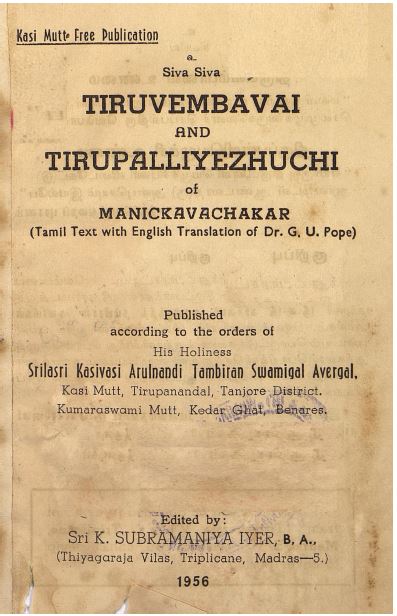 Kasi Mutt Free Publication
உ
Siva Siva
TIRUVEMBAVAI
AND
TIRUPALLIYEZHUCHI
of
MANICKAVACHAKAR
(Tamil Text with English Translation of Dr. G. U. Pope)
Published
according to the orders of
His Holiness
Srilasri Kasivasi Arulnandi Tambiran Swamigal Avergal,
Kasi Mutt, Tirupanandal, Tanjore District.
Kumaraswami Mutt, Kedar Ghat, Benares.
Edited by:
Sri K. SUBRAMANIYA IYER, B, A.,
(Thiyagaraja Vilas, Triplicane, Madras—5.)
1956